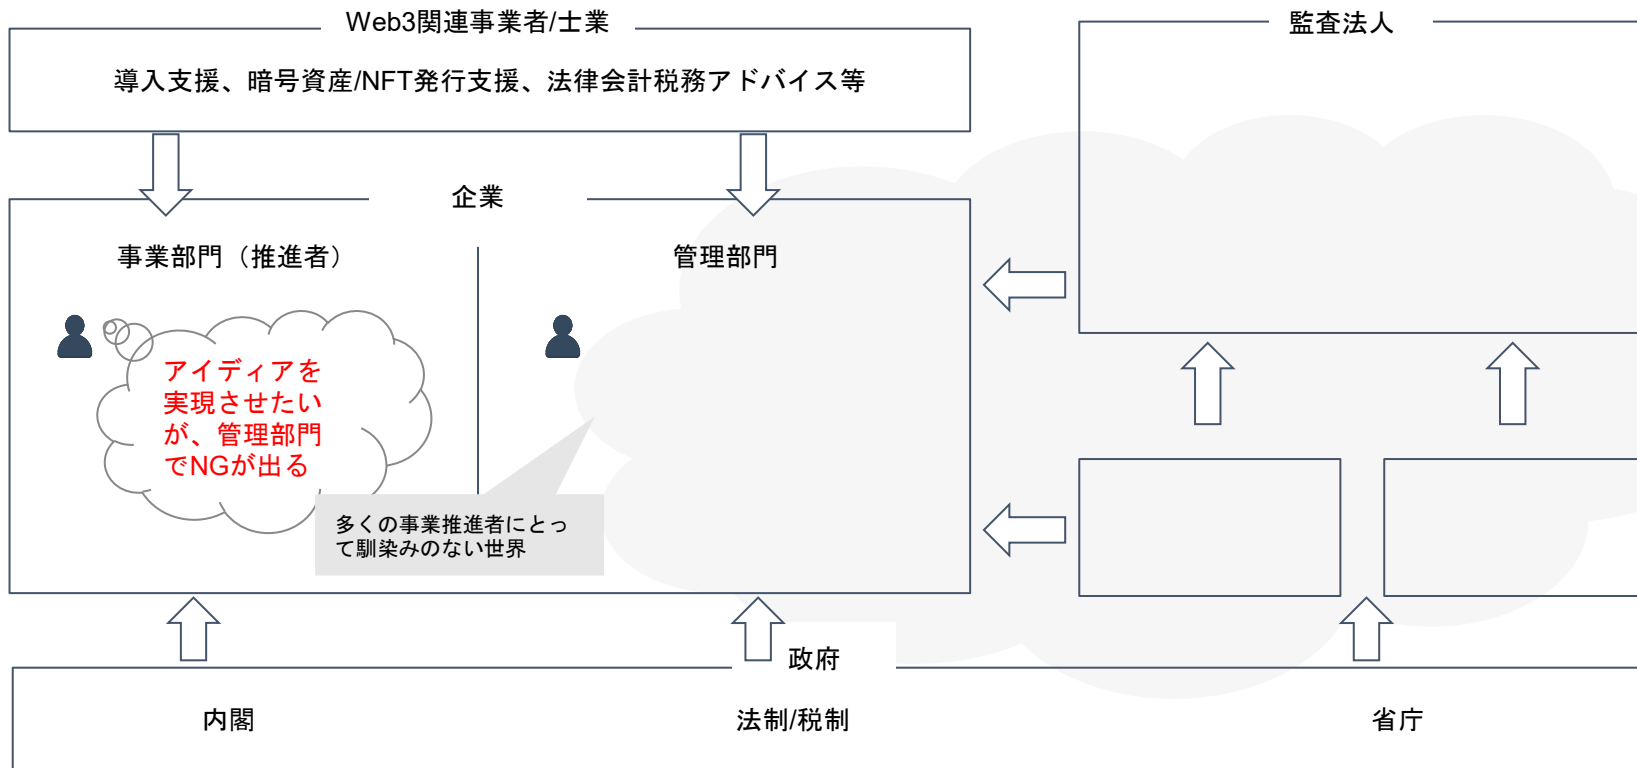 Web3関連事業者/士業
導入支援、暗号資産/NFT発行支援、法律会計税務アドバイス等
監査法人
企業
事業部門（推進者）
管理部門
アイディアを
実現させたい
が、管理部門
でNGが出る
多くの事業推進者にとっ
て馴染みのない世界
政府
内閣
法制/税制
省庁